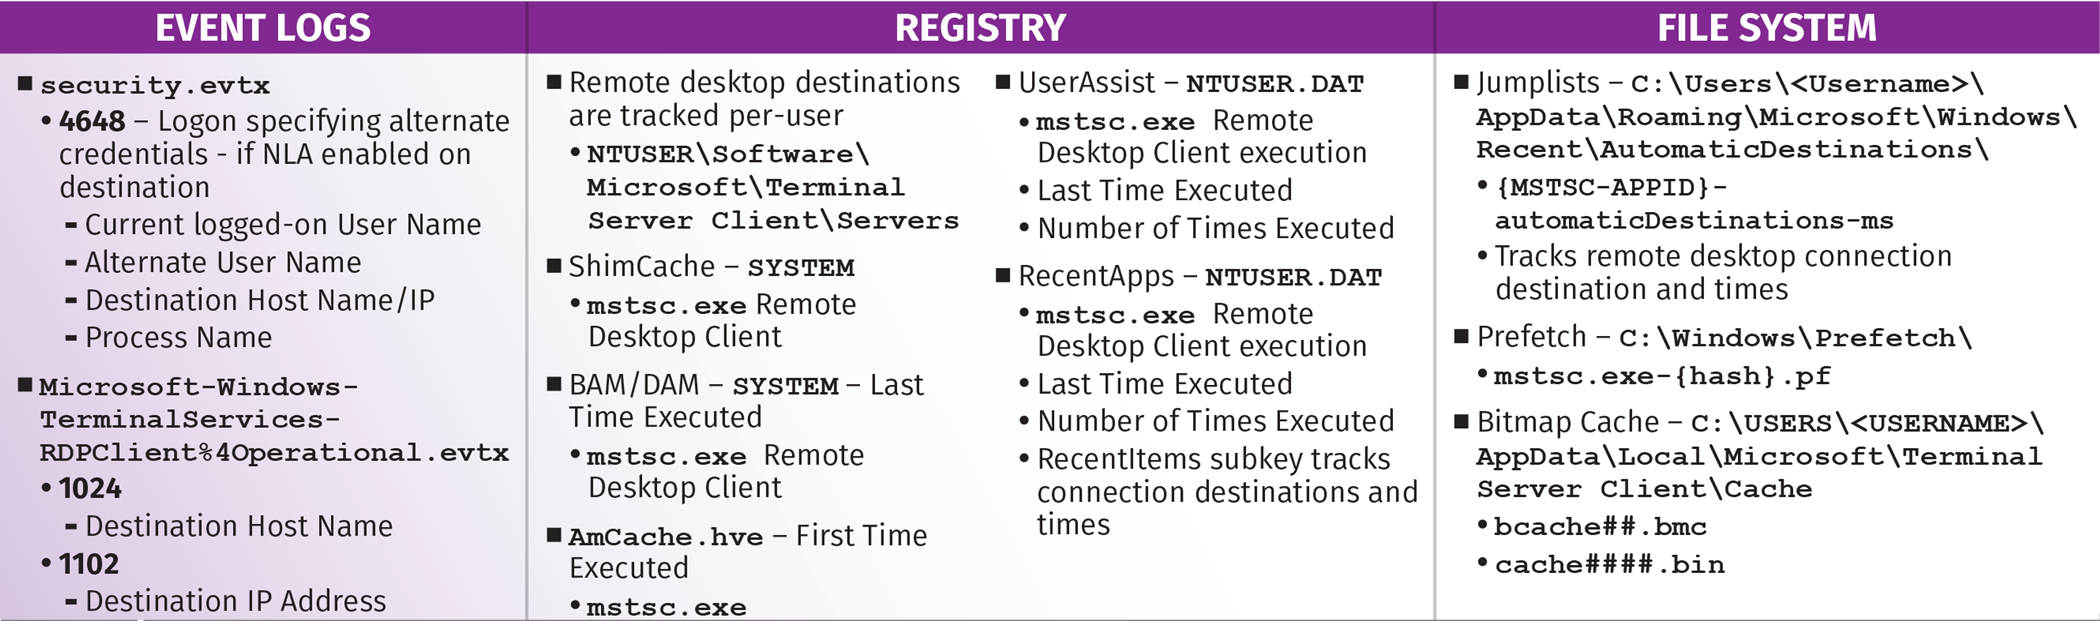 EVENT LOGS
■ security.evtx
• 4648 – Logon specifying alternate
credentials - if NLA enabled on
destination
- Current logged-on User Name
- Alternate User Name
- Destination Host Name/IP
- Process Name
■ Microsoft-Windows-
TerminalServices-
RDPClient%4Operational.evtx
• 1024
- Destination Host Name
• 1102
- Destination IP Address
REGISTRY
■ Remote desktop destinations
are tracked per-user
• NTUSER\Software\
Microsoft\Terminal
Server Client\Servers
■ ShimCache – SYSTEM
• mstsc.exe Remote
Desktop Client
■ BAM/DAM – SYSTEM – Last
Time Executed
• mstsc.exe Remote
Desktop Client
■ AmCache.hve – First Time
Executed
• mstsc.exe
■ UserAssist – NTUSER.DAT
• mstsc.exe Remote
Desktop Client execution
• Last Time Executed
• Number of Times Executed
■ RecentApps – NTUSER.DAT
• mstsc.exe Remote
Desktop Client execution
• Last Time Executed
• Number of Times Executed
• RecentItems subkey tracks
connection destinations and
times
FILE SYSTEM
■ Jumplists – C:\Users\<Username>\
AppData\Roaming\Microsoft\Windows\
Recent\AutomaticDestinations\
• {MSTSC-APPID}-
automaticDestinations-ms
• Tracks remote desktop connection
destination and times
■ Prefetch – C:\Windows\Prefetch\
• mstsc.exe-{hash}.pf
■ Bitmap Cache – C:\USERS\<USERNAME>\
AppData\Local\Microsoft\Terminal
Server Client\Cache
• bcache##.bmc
• cache####.bin